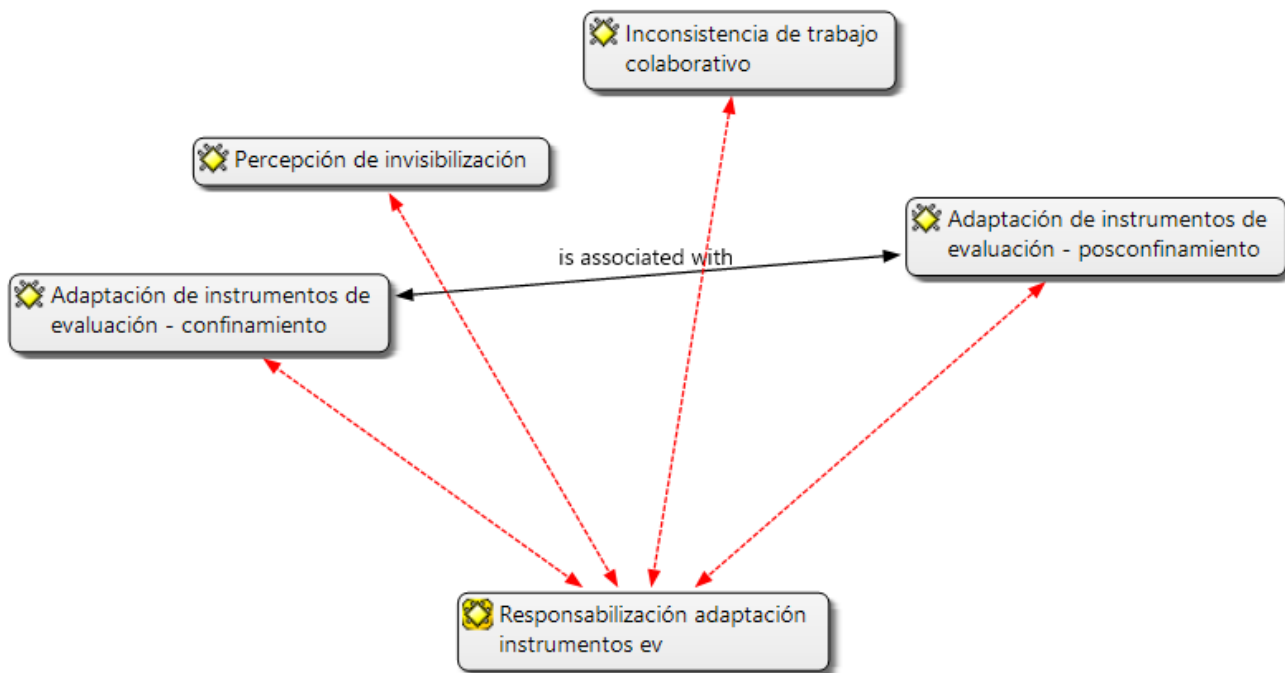 Inconsistencia de trabajo
colaborativo
Percepción de invisibilización
Adaptación de instrumentos de
evaluación - posconfinamiento
is associated with
Adaptación de instrumentos de
evaluación - confinamiento
Responsabilización adaptación
instrumentos ev